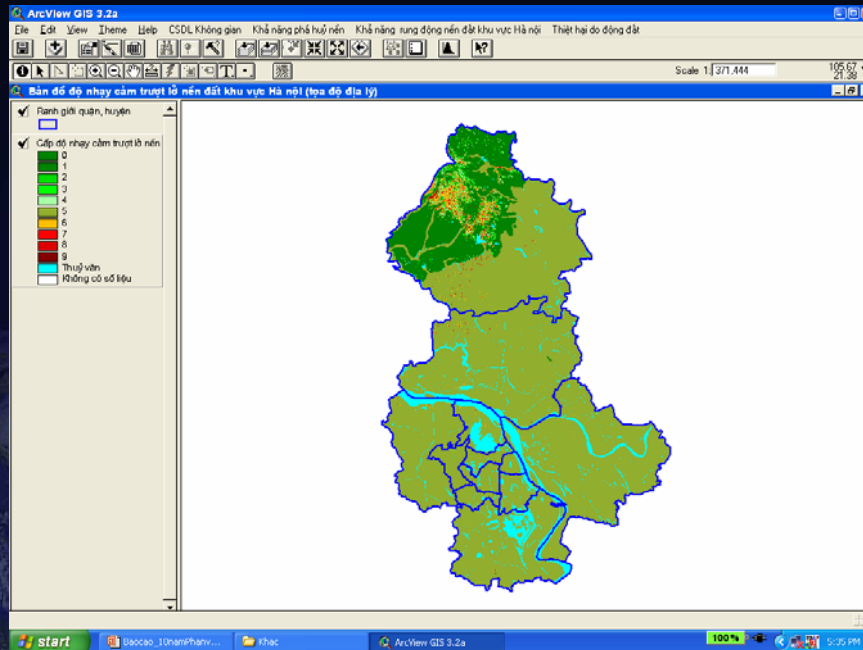 ArcView GIS 3.2a
File Edit View Theme Help CSDL Không gian Khả năng phá huỷ nền Khả năng rung động nền đất khu vực Hà nội Thiệt hại do động đất
Scale 1: 371.444
105.67
21.38
Bản đồ độ nhạy cảm trượt lở nền đất khu vực Hà nội (tọa độ địa lý)
Ranh giới quận, huyện
Cấp độ nhạy cảm trượt lở nền
0
1
2
3
4
5
6
7
8
9
Thuỷ văn
Không có số liệu
start Baocao_10namPhanv... Khac ArcView GIS 3.2a 100% 5:35 PM